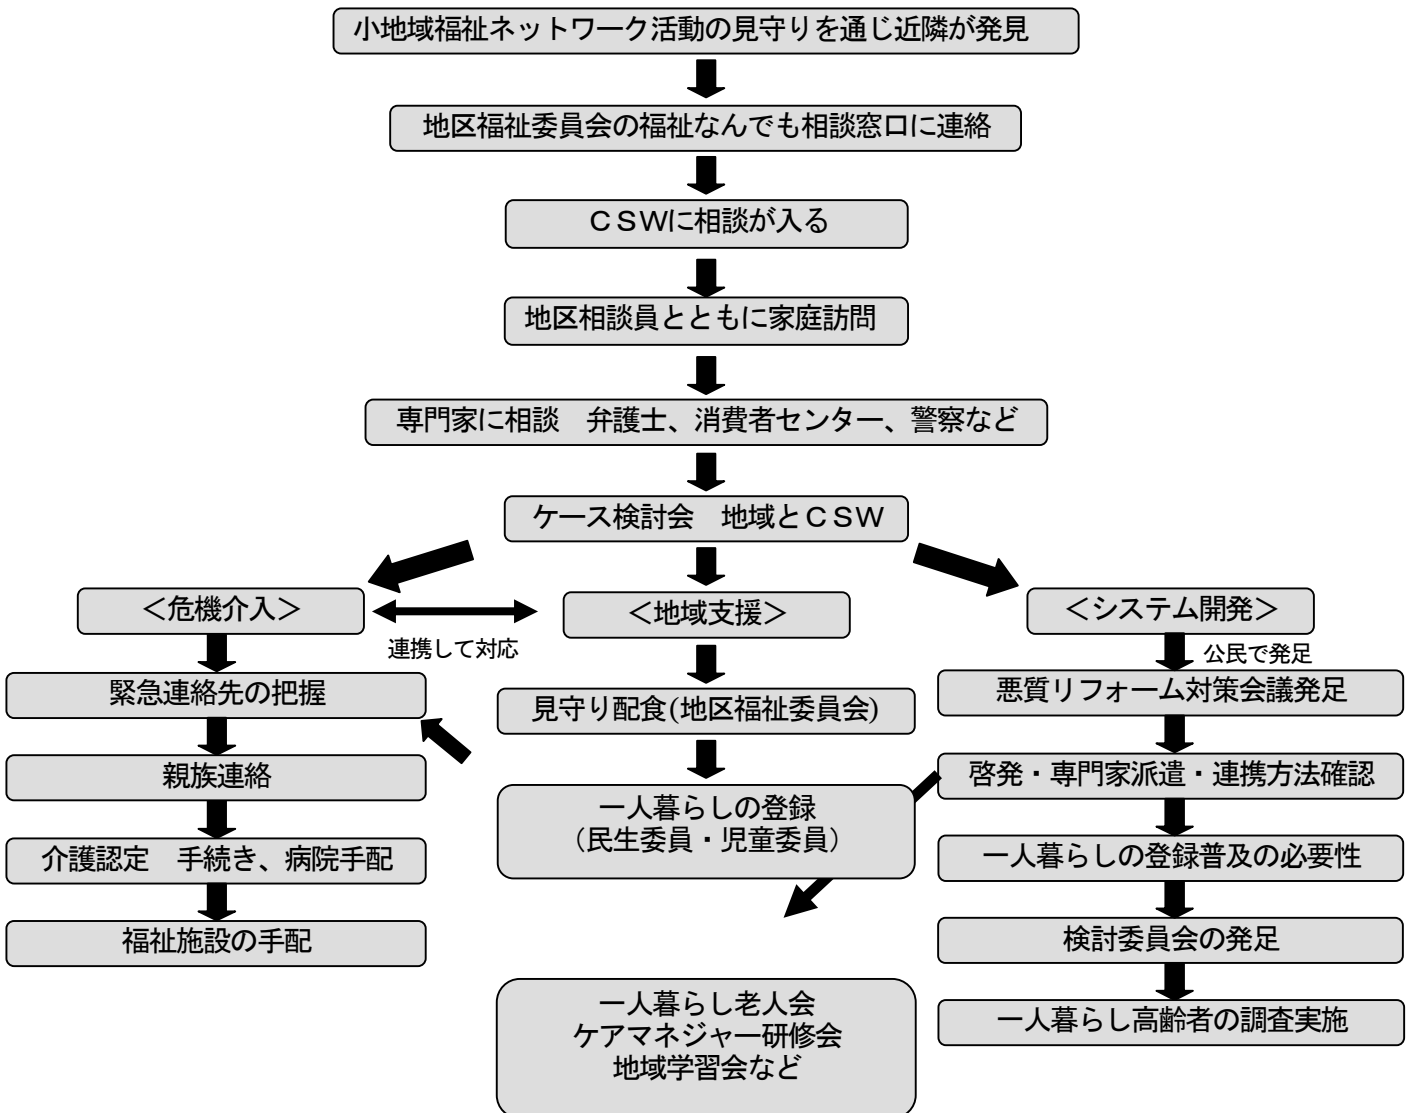 小地域福祉ネットワーク活動の見守りを通じ近隣が発見
地区福祉委員会の福祉なんでも相談窓口に連絡
ＣＳＷに相談が入る
地区相談員とともに家庭訪問
専門家に相談　弁護士、消費者センター、警察など
ケース検討会　地域とＣＳＷ
＜危機介入＞
連携して対応
緊急連絡先の把握
親族連絡
介護認定　手続き、病院手配
福祉施設の手配
＜地域支援＞
見守り配食(地区福祉委員会)
一人暮らしの登録
（民生委員・児童委員）
一人暮らし老人会
ケアマネジャー研修会
地域学習会など
＜システム開発＞
公民で発足
悪質リフォーム対策会議発足
啓発・専門家派遣・連携方法確認
一人暮らしの登録普及の必要性
検討委員会の発足
一人暮らし高齢者の調査実施